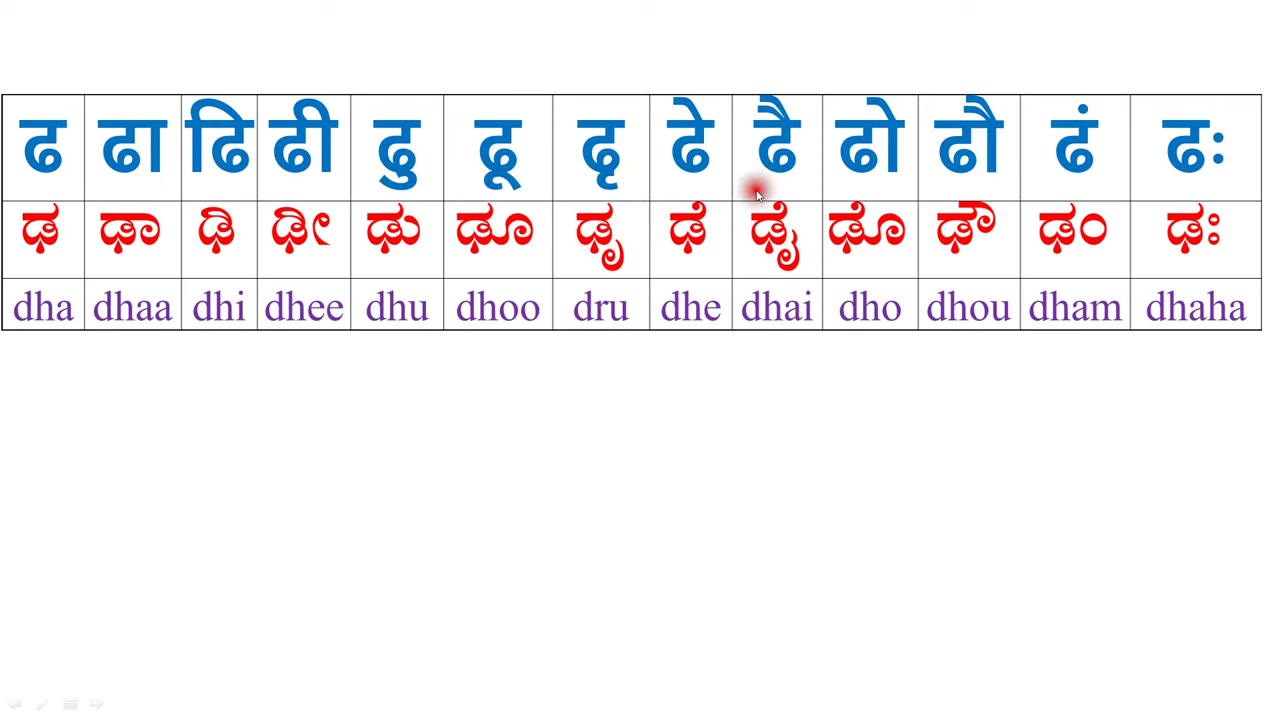 ढ ढा ढि ढी ढु ढू ढृ ढे ढै ढो ढौ ढं ढः
ಢ ಢಾ ಢಿ ಢೀ ಢು ಢೂ ಢೃ ಢೆ ಢೈ ಢೊ ಢೌ ಢಂ ಢಃ
dha dhaa dhi dhee dhu dhoo dru dhe dhai dho dhou dham dhaha